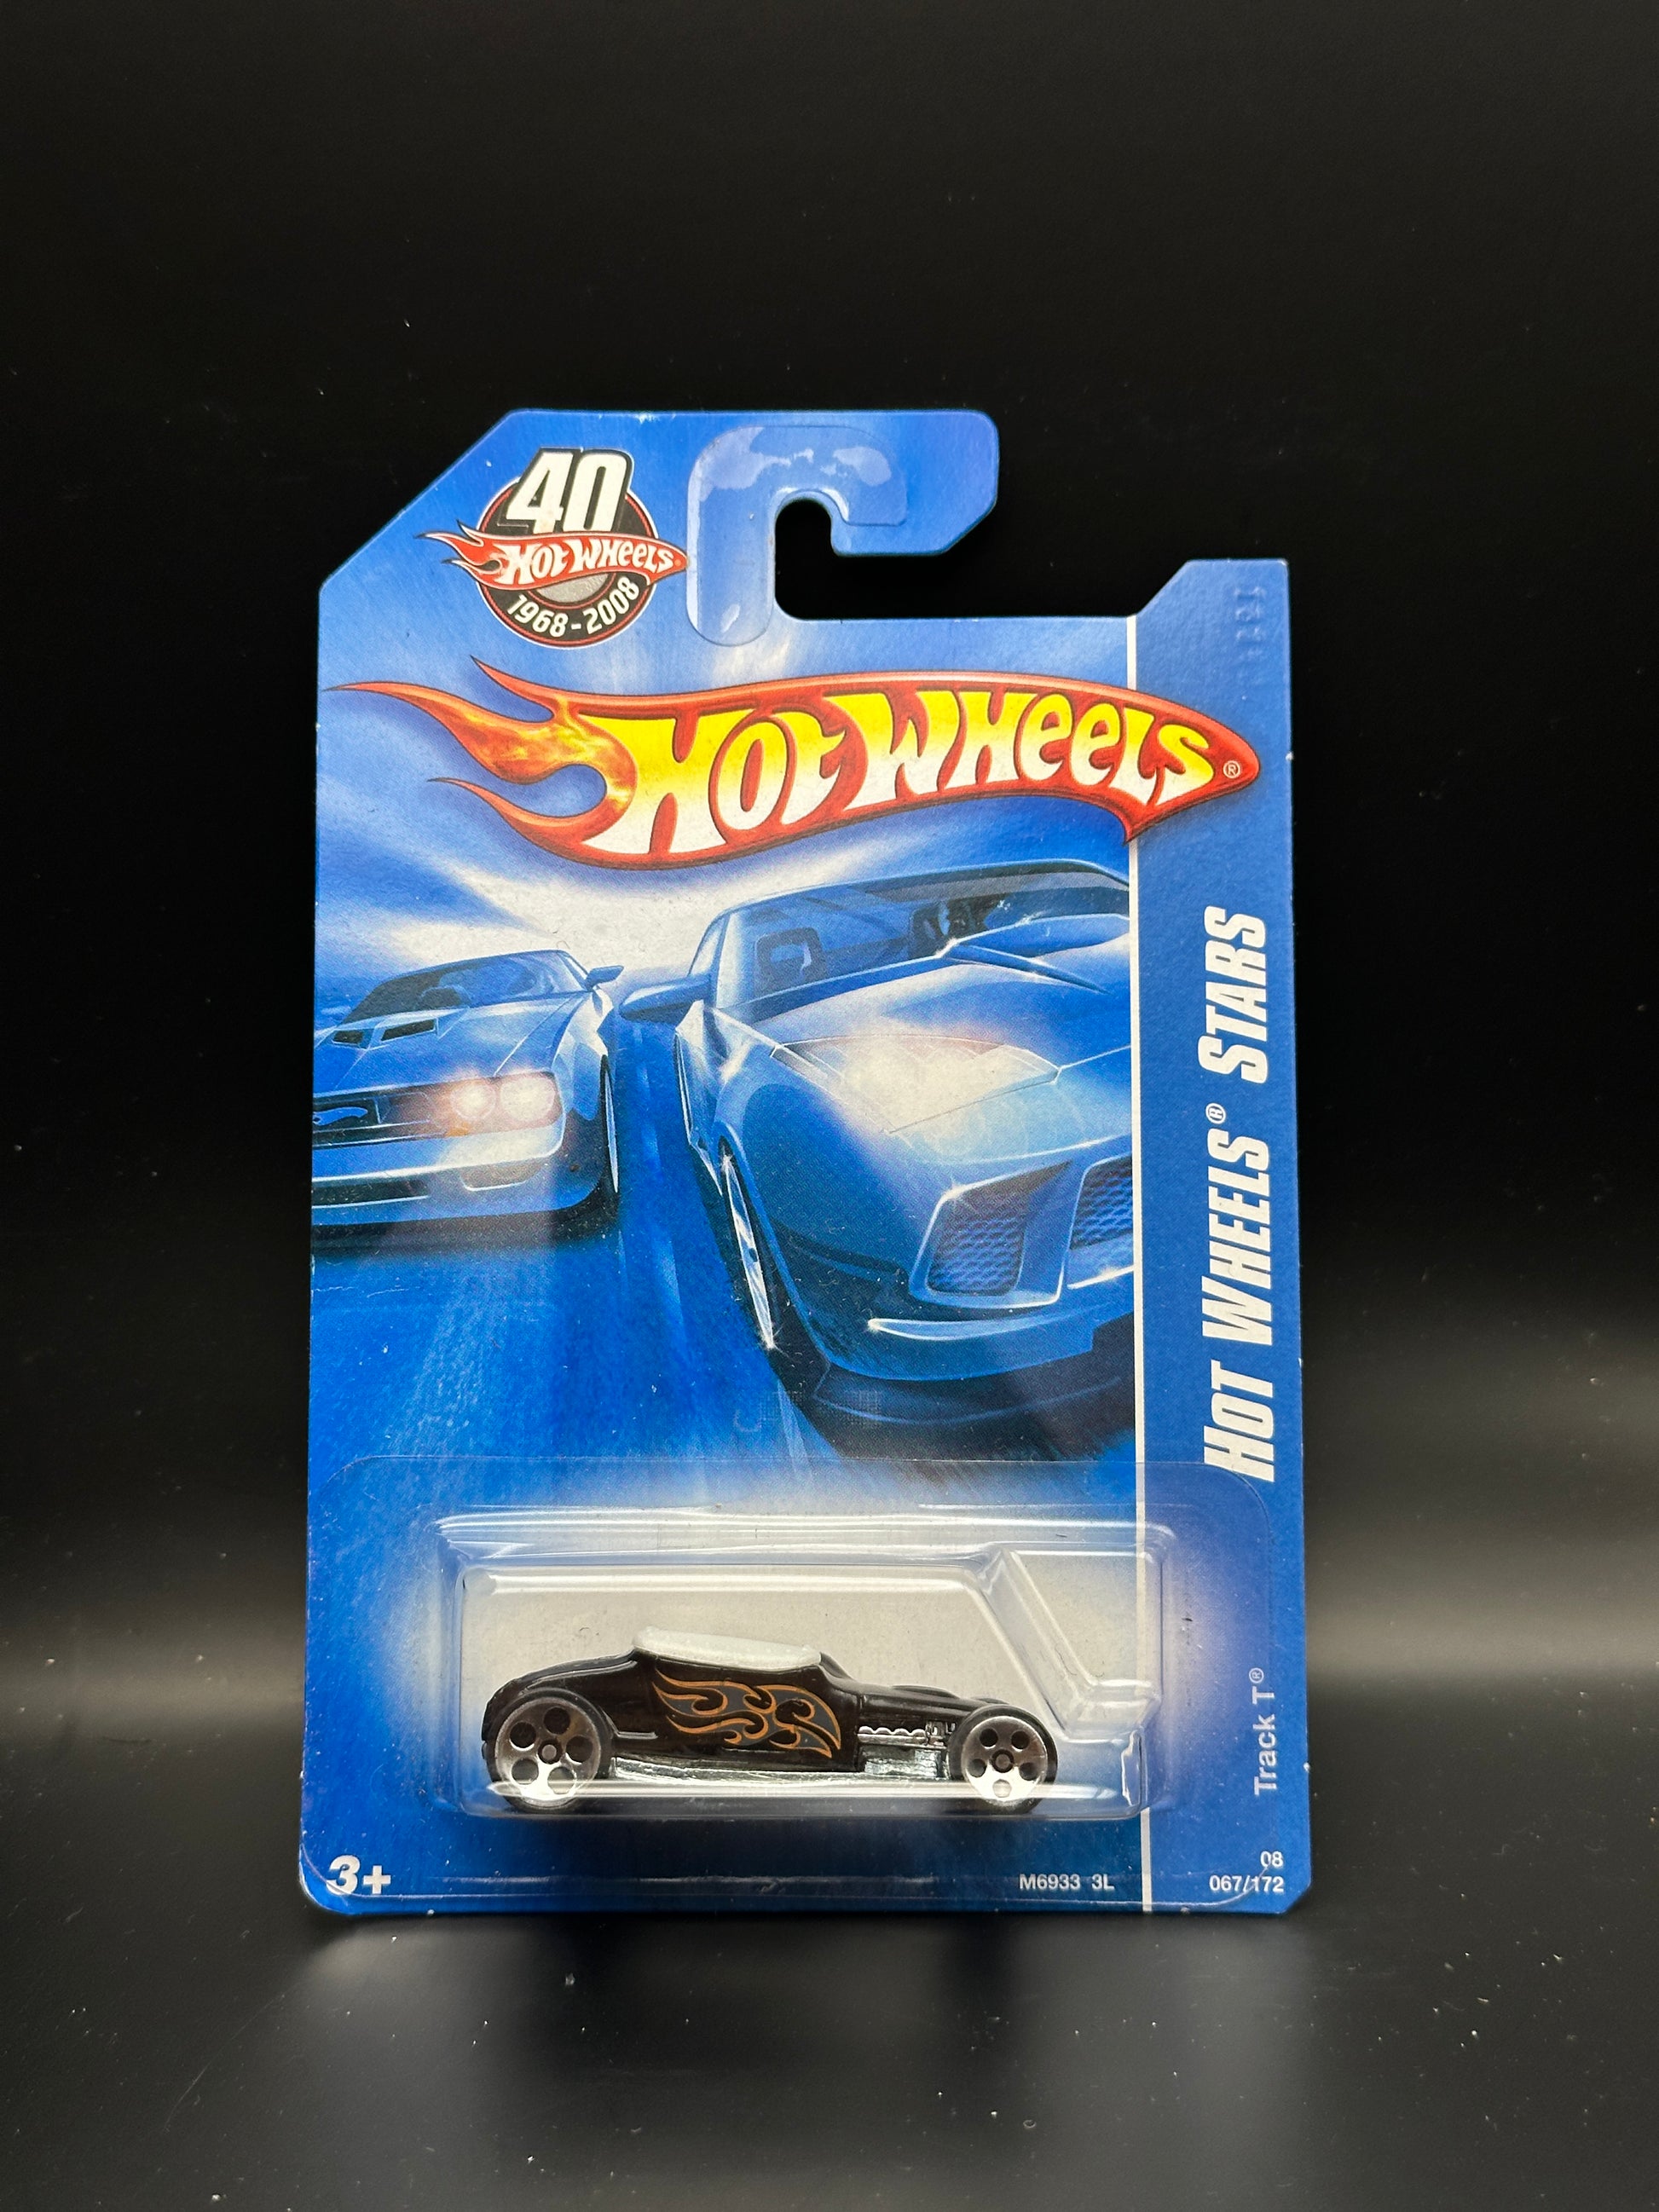 40
Hot Wheels
1968-2008
Hot Wheels®
Hot Wheels® Stars
Track T®
3+
M6933 3L
08
067/172